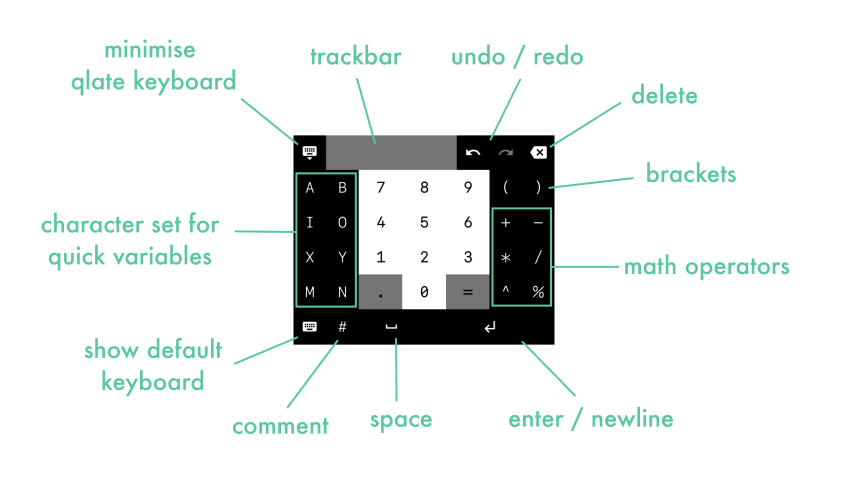 minimise
qlate keyboard
trackbar
undo / redo
delete
brackets
character set for
quick variables
math operators
show default
keyboard
comment
space
enter / newline
A B 7 8 9 ( )
I O 4 5 6 + −
X Y 1 2 3 * /
M N . 0 = ^ %
#